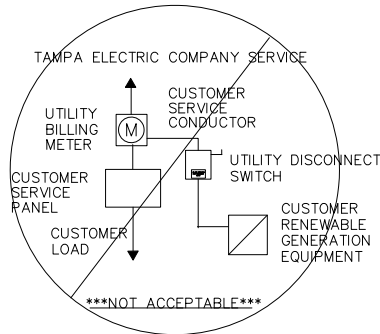 TAMPA ELECTRIC COMPANY SERVICE
CUSTOMER
SERVICE
CONDUCTOR
UTILITY
BILLING
METER
M
UTILITY DISCONNECT
SWITCH
CUSTOMER
SERVICE
PANEL
CUSTOMER
RENEWABLE
GENERATION
EQUIPMENT
CUSTOMER
LOAD
***NOT ACCEPTABLE***